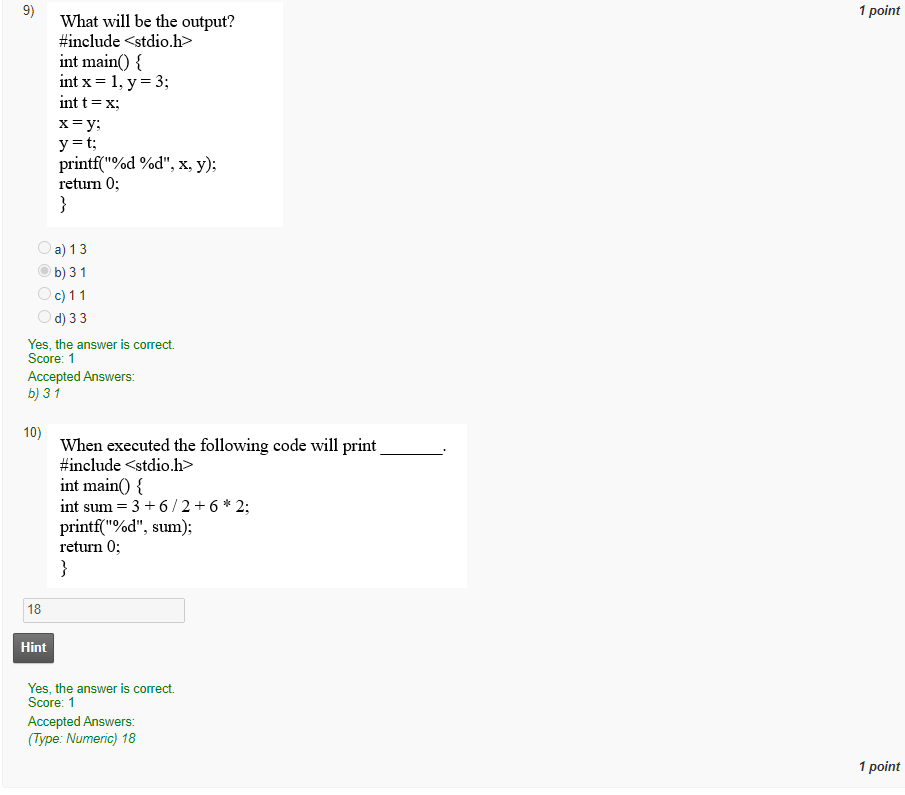 9)
1 point
What will be the output?
#include <stdio.h>
int main() {
int x = 1, y = 3;
int t = x;
x = y;
y = t;
printf("%d %d", x, y);
return 0;
}
a) 1 3
b) 3 1
c) 1 1
d) 3 3
Yes, the answer is correct.
Score: 1
Accepted Answers:
b) 3 1
10)
When executed the following code will print _______.
#include <stdio.h>
int main() {
int sum = 3 + 6 / 2 + 6 * 2;
printf("%d", sum);
return 0;
}
18
Hint
Yes, the answer is correct.
Score: 1
Accepted Answers:
(Type: Numeric) 18
1 point